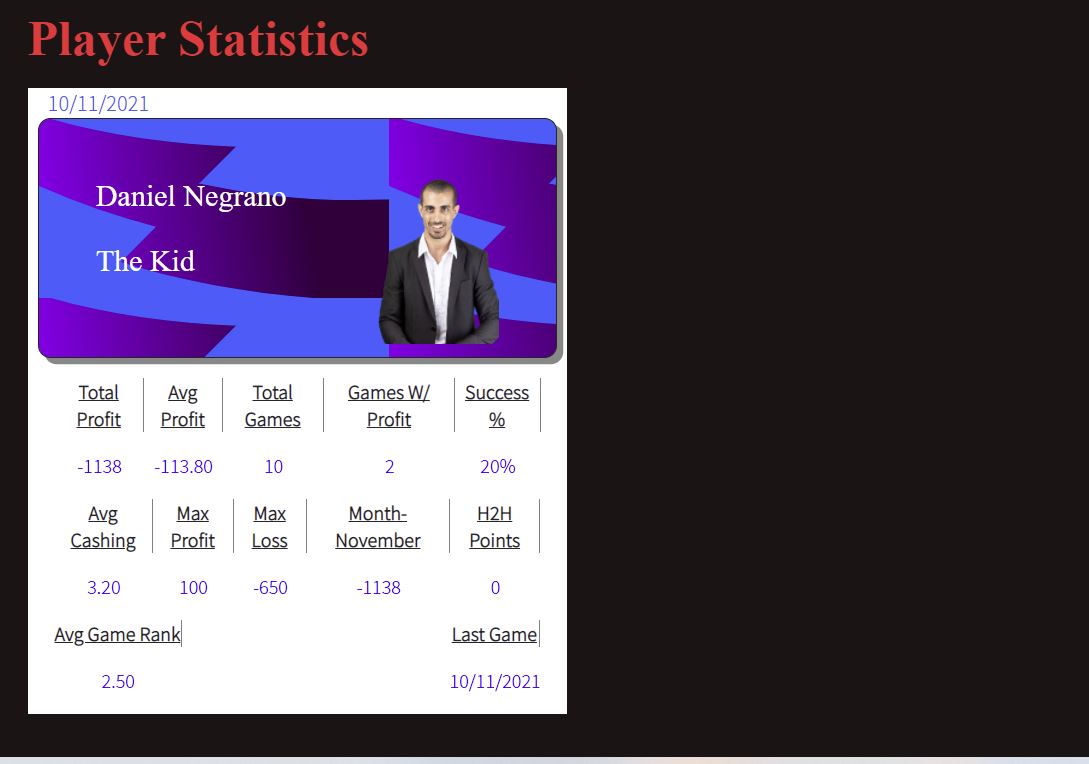 Player Statistics
10/11/2021
Daniel Negrano
The Kid
Total Profit
Avg Profit
Total Games
Games W/ Profit
Success %
-1138
-113.80
10
2
20%
Avg Cashing
Max Profit
Max Loss
Month-November
H2H Points
3.20
100
-650
-1138
0
Avg Game Rank
Last Game
2.50
10/11/2021